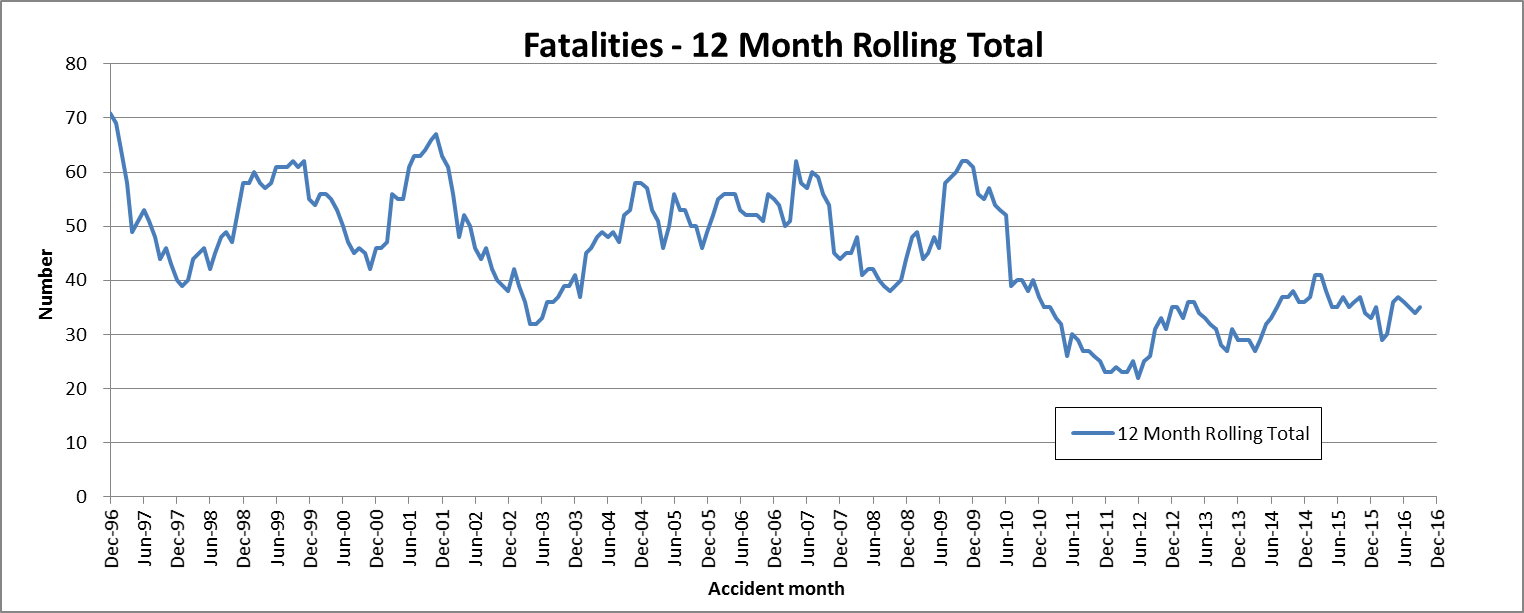 Fatalities - 12 Month Rolling Total
80
70
60
50
40
30
20
10
0
Number
12 Month Rolling Total
Dec-96
Jun-97
Dec-97
Jun-98
Dec-98
Jun-99
Dec-99
Jun-00
Dec-00
Jun-01
Dec-01
Jun-02
Dec-02
Jun-03
Dec-03
Jun-04
Dec-04
Jun-05
Dec-05
Jun-06
Dec-06
Jun-07
Dec-07
Jun-08
Dec-08
Jun-09
Dec-09
Jun-10
Dec-10
Jun-11
Dec-11
Jun-12
Dec-12
Jun-13
Dec-13
Jun-14
Dec-14
Jun-15
Dec-15
Jun-16
Dec-16
Accident month